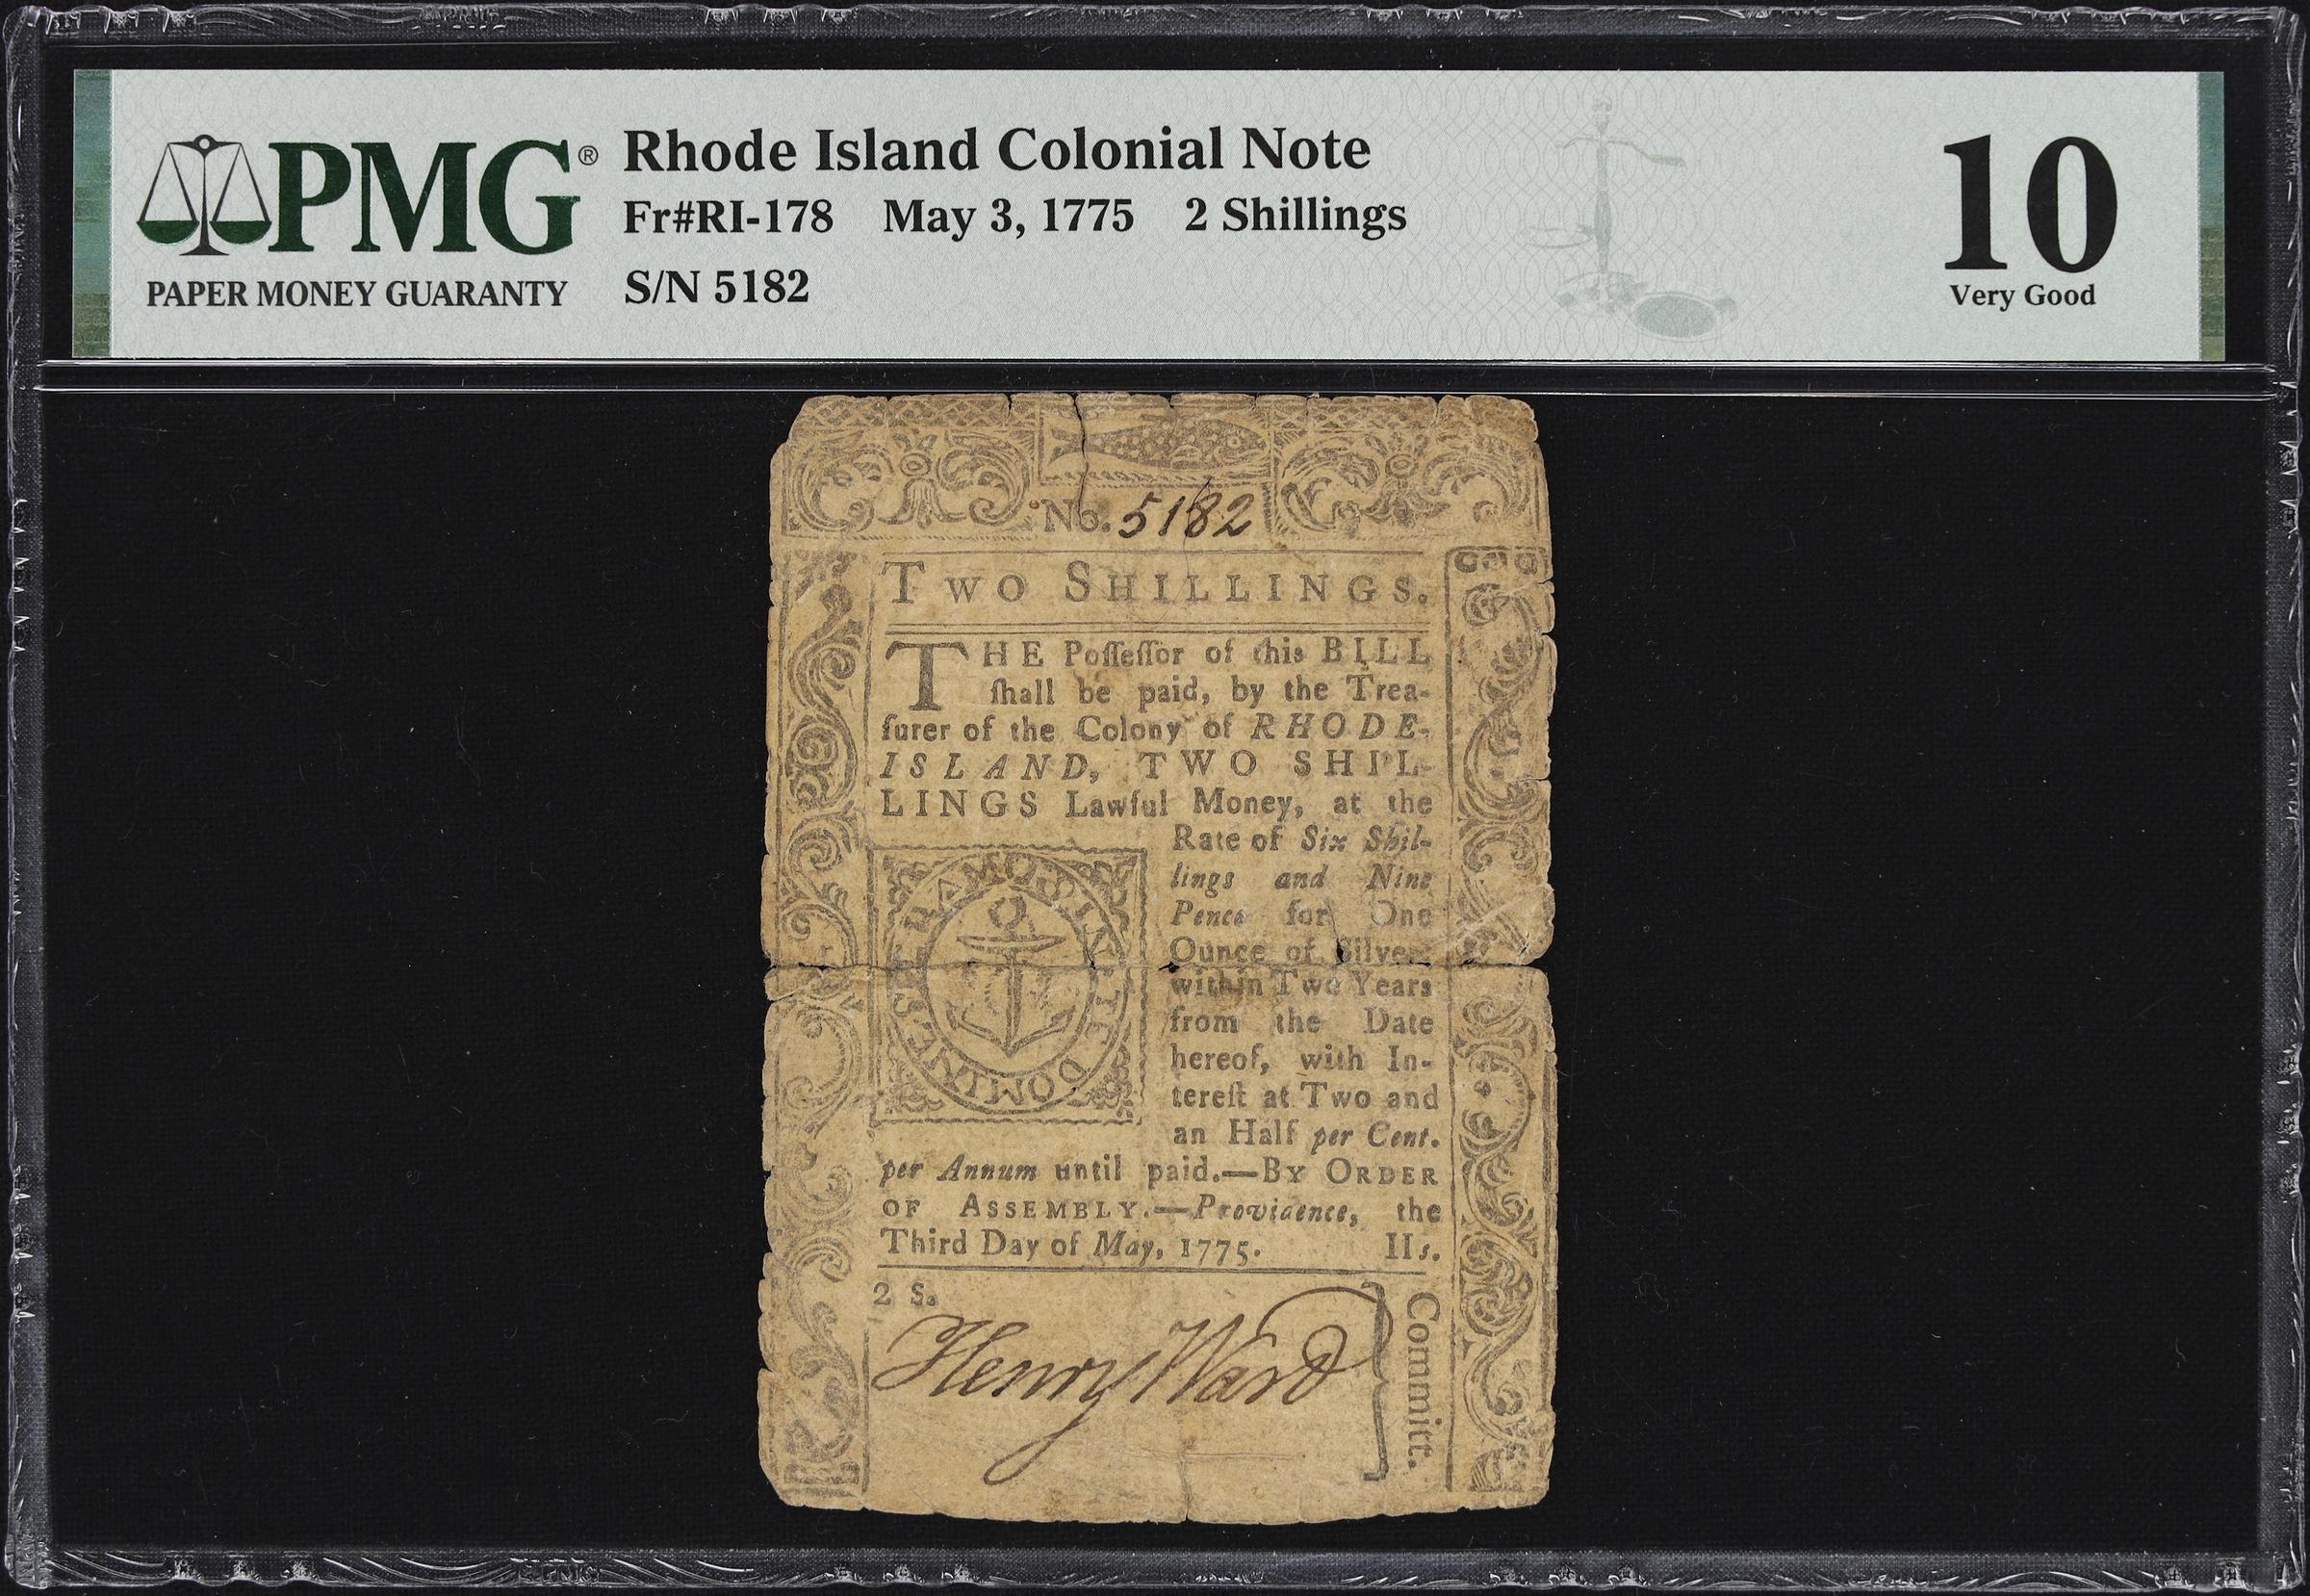 PMG®
PAPER MONEY GUARANTY
Rhode Island Colonial Note
Fr#RI-178 May 3, 1775 2 Shillings
S/N 5182
10
Very Good
No. 5182
TWO SHILLINGS.
THE Poſſeſſor of this BILL
ſhall be paid, by the Trea-
ſurer of the Colony of RHODE-
ISLAND, TWO SHIL-
LINGS Lawful Money, at the
Rate of Six Shil-
lings and Nine
Pence for One
Ounce of Silver,
within Two Years
from the Date
hereof, with In-
tereſt at Two and
an Half per Cent.
per Annum until paid.—BY ORDER
OF ASSEMBLY.—Providence, the
Third Day of May, 1775. IIs.
2 S.
Henry Ward
Committ.